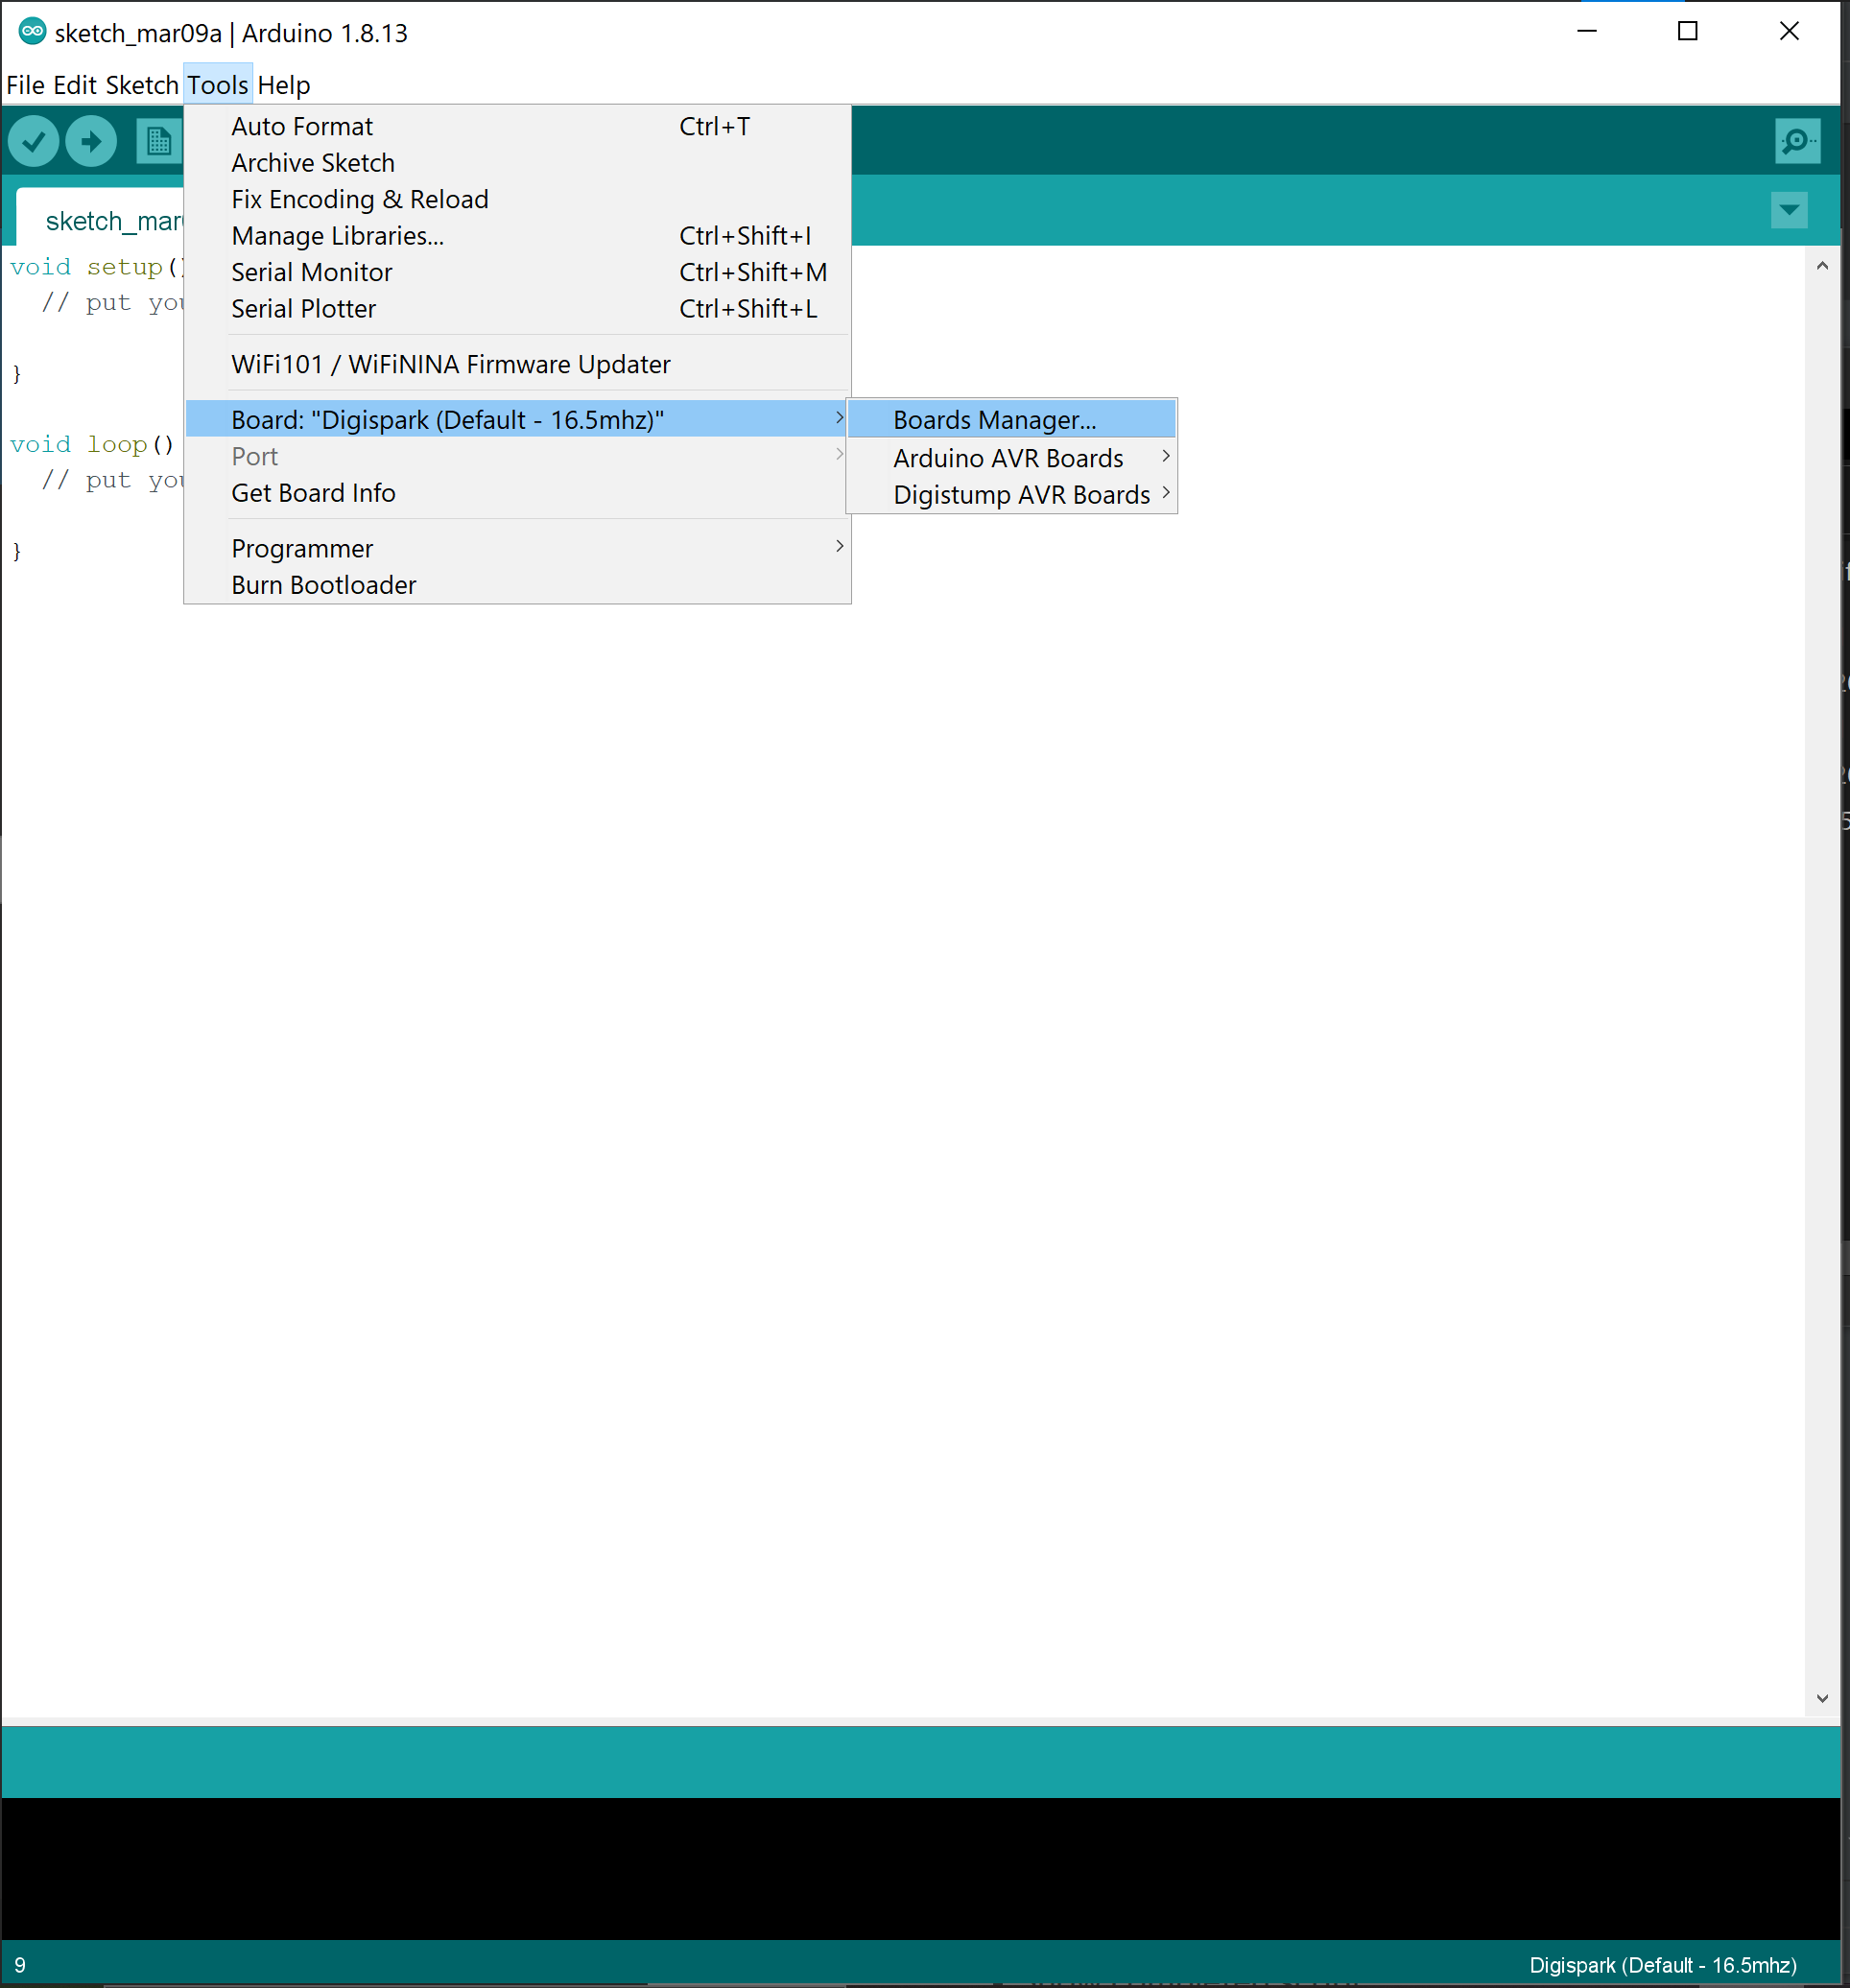 sketch_mar09a | Arduino 1.8.13
File Edit Sketch Tools Help
Auto Format Ctrl+T
Archive Sketch
Fix Encoding & Reload
Manage Libraries... Ctrl+Shift+I
Serial Monitor Ctrl+Shift+M
Serial Plotter Ctrl+Shift+L
WiFi101 / WiFiNINA Firmware Updater
Board: "Digispark (Default - 16.5mhz)"
Port
Get Board Info
Programmer
Burn Bootloader
Boards Manager...
Arduino AVR Boards
Digistump AVR Boards
sketch_mar
void setup()
// put you
}
void loop()
// put you
}
9
Digispark (Default - 16.5mhz)